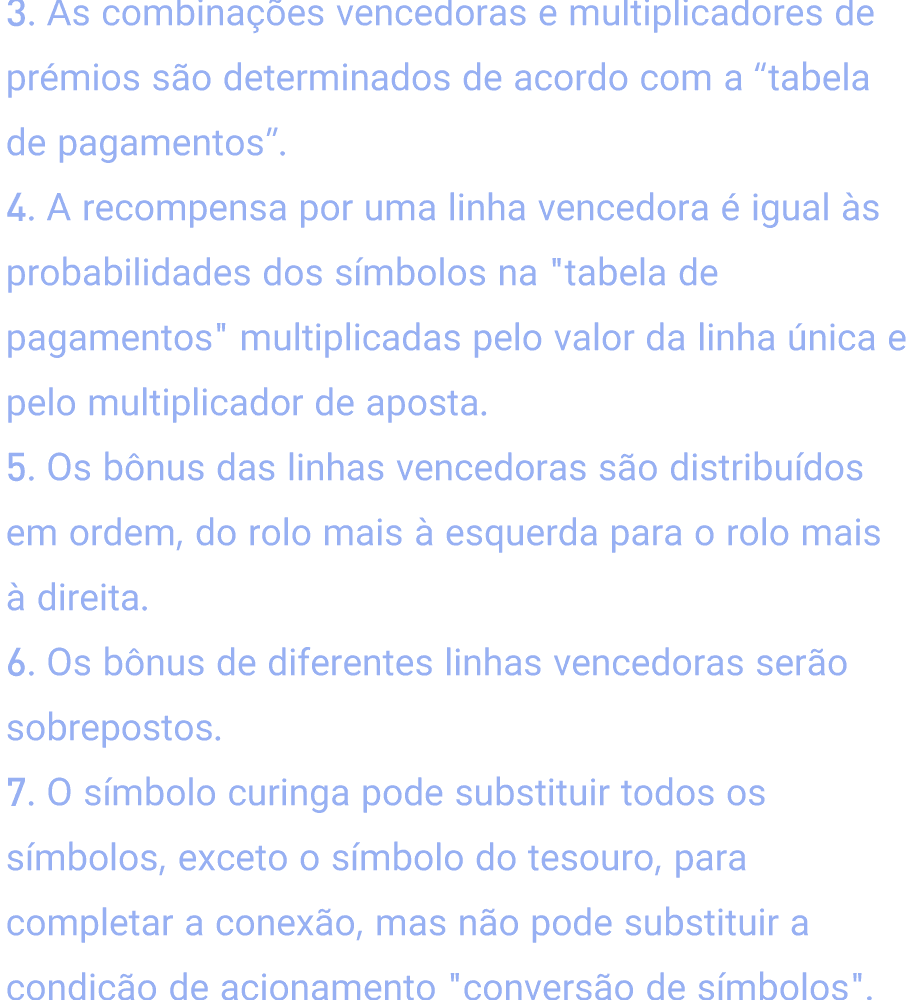 3. As combinações vencedoras e multiplicadores de
prémios são determinados de acordo com a “tabela
de pagamentos”.
4. A recompensa por uma linha vencedora é igual às
probabilidades dos símbolos na "tabela de
pagamentos" multiplicadas pelo valor da linha única e
pelo multiplicador de aposta.
5. Os bônus das linhas vencedoras são distribuídos
em ordem, do rolo mais à esquerda para o rolo mais
à direita.
6. Os bônus de diferentes linhas vencedoras serão
sobrepostos.
7. O símbolo curinga pode substituir todos os
símbolos, exceto o símbolo do tesouro, para
completar a conexão, mas não pode substituir a
condição de acionamento "conversão de símbolos".